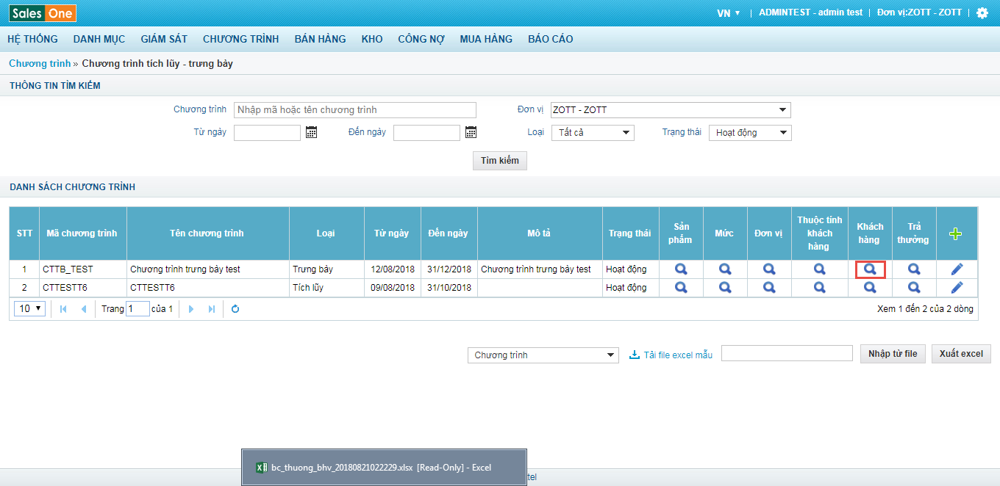 Sales One
VN ▼ | ADMINTEST - admin test | Đơn vị:ZOTT - ZOTT |
HỆ THỐNG DANH MỤC GIÁM SÁT CHƯƠNG TRÌNH BÁN HÀNG KHO CÔNG NỢ MUA HÀNG BÁO CÁO
Chương trình » Chương trình tích lũy - trưng bày
THÔNG TIN TÌM KIẾM
Chương trình Nhập mã hoặc tên chương trình Đơn vị ZOTT - ZOTT
Từ ngày Đến ngày Loại Tất cả Trạng thái Hoạt động
Tìm kiếm
DANH SÁCH CHƯƠNG TRÌNH
STT Mã chương trình Tên chương trình Loại Từ ngày Đến ngày Mô tả Trạng thái Sản phẩm Mức Đơn vị Thuộc tính khách hàng Khách hàng Trả thưởng
1 CTTB_TEST Chương trình trưng bày test Trưng bày 12/08/2018 31/12/2018 Chương trình trưng bày test Hoạt động
2 CTTESTT6 CTTESTT6 Tích lũy 09/08/2018 31/10/2018 Hoạt động
10 ▼ Trang 1 của 1 Xem 1 đến 2 của 2 dòng
Chương trình Tải file excel mẫu Nhập từ file Xuất excel
bc_thuong_bhv_20180821022229.xlsx [Read-Only] - Excel
tel